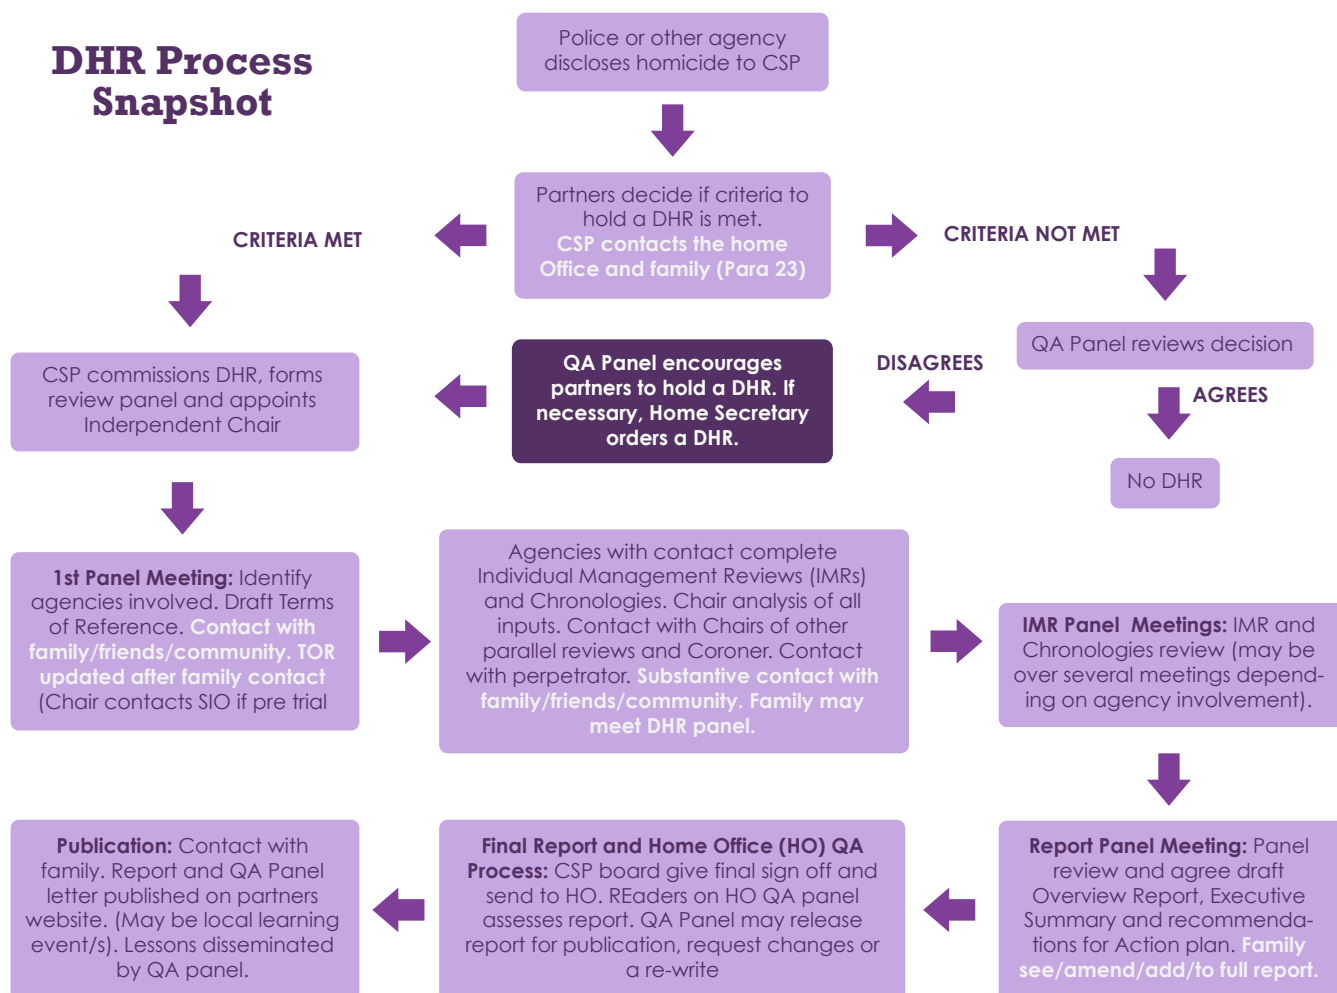 DHR Process
Snapshot
Police or other agency
discloses homicide to CSP
Partners decide if criteria to
hold a DHR is met.
CSP contacts the home
Office and family (Para 23)
CRITERIA MET
CRITERIA NOT MET
QA Panel reviews decision
DISAGREES
AGREES
No DHR
QA Panel encourages
partners to hold a DHR. If
necessary, Home Secretary
orders a DHR.
CSP commissions DHR, forms
review panel and appoints
Inderpendent Chair
1st Panel Meeting: Identify
agencies involved. Draft Terms
of Reference. Contact with
family/friends/community. TOR
updated after family contact
(Chair contacts SIO if pre trial
Agencies with contact complete
Individual Management Reviews (IMRs)
and Chronologies. Chair analysis of all
inputs. Contact with Chairs of other
parallel reviews and Coroner. Contact
with perpetrator. Substantive contact with
family/friends/community. Family may
meet DHR panel.
IMR Panel  Meetings: IMR and
Chronologies review (may be
over several meetings depend-
ing on agency involvement).
Report Panel Meeting: Panel
review and agree draft
Overview Report, Executive
Summary and recommenda-
tions for Action plan. Family
see/amend/add/to full report.
Final Report and Home Office (HO) QA
Process: CSP board give final sign off and
send to HO. REaders on HO QA panel
assesses report. QA Panel may release
report for publication, request changes or
a re-write
Publication: Contact with
family. Report and QA Panel
letter published on partners
website. (May be local learning
event/s). Lessons disseminated
by QA panel.